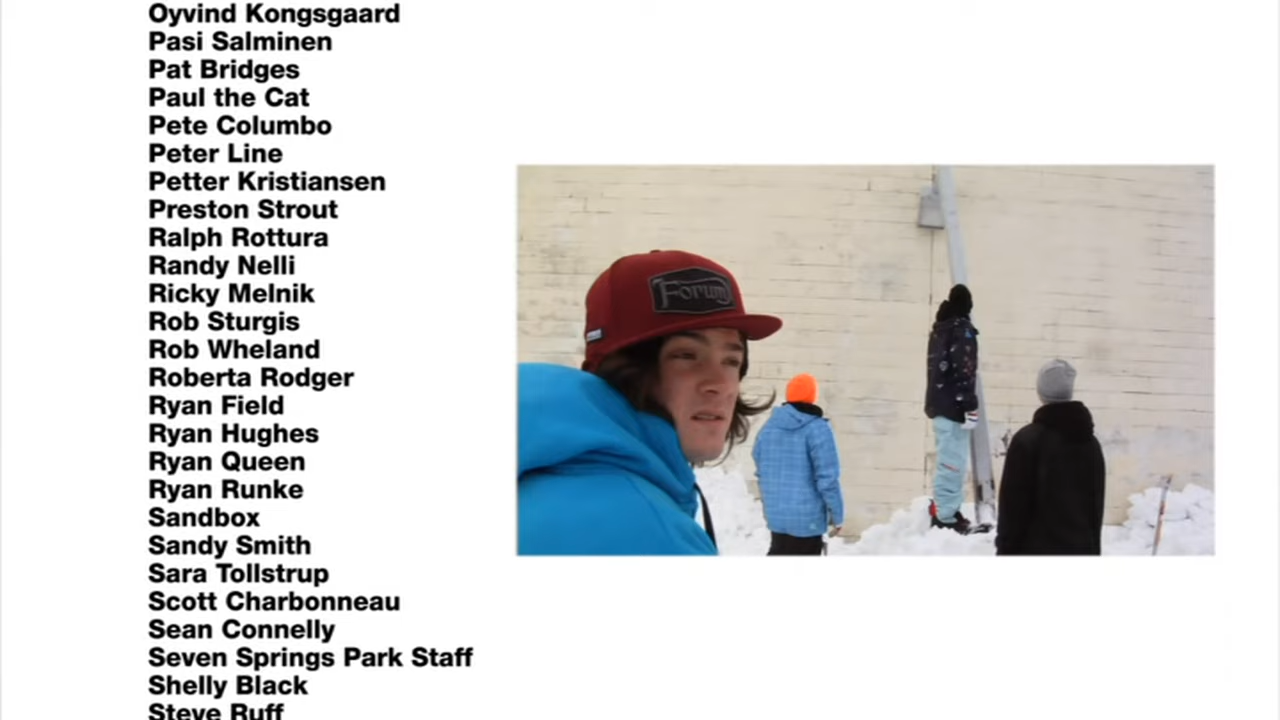 Oyvind Kongsgaard
Pasi Salminen
Pat Bridges
Paul the Cat
Pete Columbo
Peter Line
Petter Kristiansen
Preston Strout
Ralph Rottura
Randy Nelli
Ricky Melnik
Rob Sturgis
Rob Wheland
Roberta Rodger
Ryan Field
Ryan Hughes
Ryan Queen
Ryan Runke
Sandbox
Sandy Smith
Sara Tollstrup
Scott Charbonneau
Sean Connelly
Seven Springs Park Staff
Shelly Black
Steve Ruff
Forum